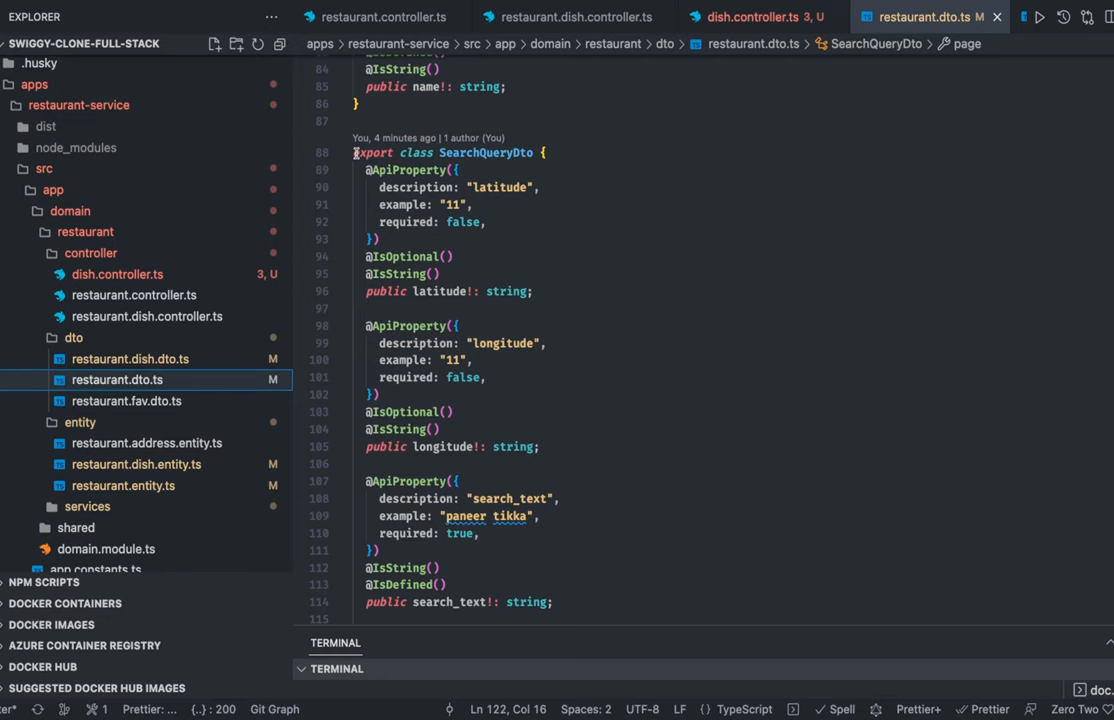 EXPLORER
SWIGGY-CLONE-FULL-STACK
.husky
apps
restaurant-service
dist
node_modules
src
app
domain
restaurant
controller
dish.controller.ts 3, U
restaurant.controller.ts
restaurant.dish.controller.ts
dto
restaurant.dish.dto.ts M
restaurant.dto.ts M
restaurant.fav.dto.ts
entity
restaurant.address.entity.ts
restaurant.dish.entity.ts M
restaurant.entity.ts M
services
shared
domain.module.ts
app.constants.ts
NPM SCRIPTS
DOCKER CONTAINERS
DOCKER IMAGES
AZURE CONTAINER REGISTRY
DOCKER HUB
SUGGESTED DOCKER HUB IMAGES
restaurant.controller.ts restaurant.dish.controller.ts dish.controller.ts 3, U restaurant.dto.ts M
apps > restaurant-service > src > app > domain > restaurant > dto > restaurant.dto.ts > SearchQueryDto > page
84 @IsString()
85 public name!: string;
86 }
87
You, 4 minutes ago | 1 author (You)
88 export class SearchQueryDto {
89 @ApiProperty({
90 description: "latitude",
91 example: "11",
92 required: false,
93 })
94 @IsOptional()
95 @IsString()
96 public latitude!: string;
97
98 @ApiProperty({
99 description: "longitude",
100 example: "11",
101 required: false,
102 })
103 @IsOptional()
104 @IsString()
105 public longitude!: string;
106
107 @ApiProperty({
108 description: "search_text",
109 example: "paneer tikka",
110 required: true,
111 })
112 @IsString()
113 @IsDefined()
114 public search_text!: string;
115
TERMINAL
TERMINAL
doc.
ter* 1 Prettier: ... {..} : 200 Git Graph Ln 122, Col 16 Spaces: 2 UTF-8 LF {} TypeScript Spell Prettier+ Prettier Zero Two